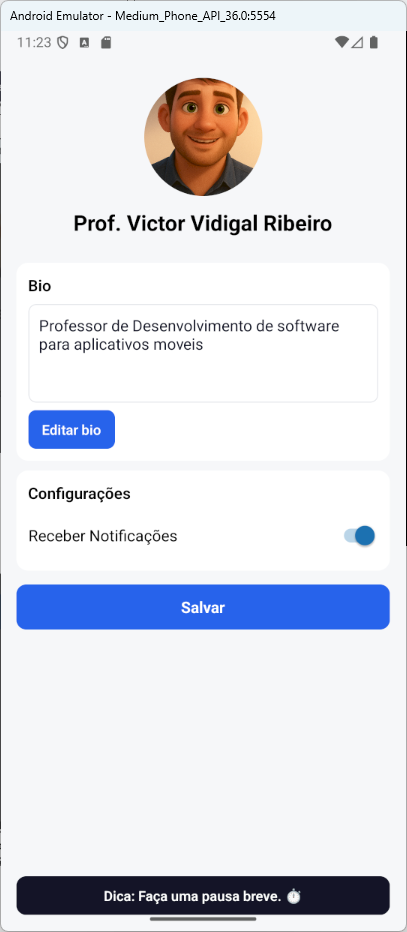 Android Emulator - Medium_Phone_API_36.0:5554
11:23
Prof. Victor Vidigal Ribeiro
Bio
Professor de Desenvolvimento de software
para aplicativos moveis
Editar bio
Configurações
Receber Notificações
Salvar
Dica: Faça uma pausa breve. ⏱️